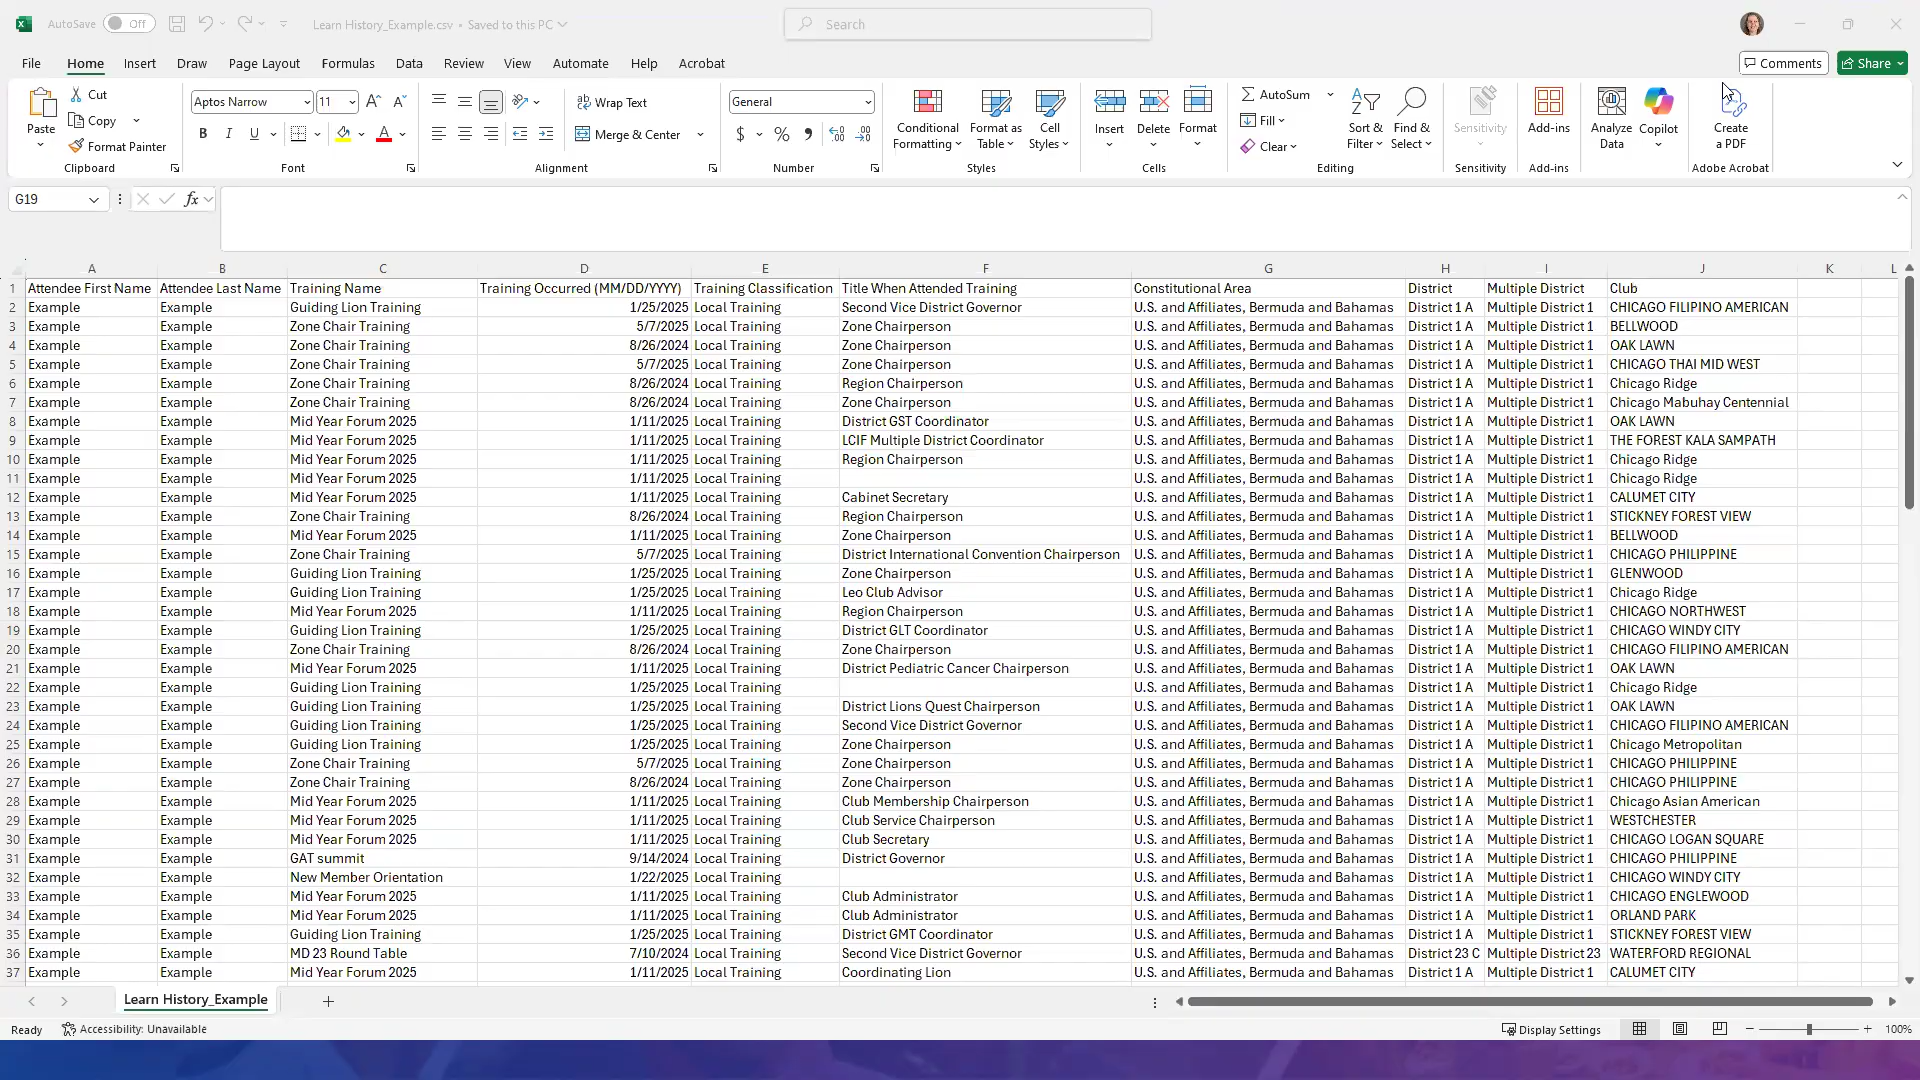 AutoSave Off Learn History_Example.csv • Saved to this PC Search
File Home Insert Draw Page Layout Formulas Data Review View Automate Help Acrobat Comments Share
Paste Cut Copy Format Painter Clipboard
Aptos Narrow 11 B I U A Font
Wrap Text Merge & Center Alignment
General $ % Number
Conditional Formatting Format as Table Cell Styles Styles
Insert Delete Format Cells
AutoSum Fill Clear Sort & Filter Find & Select Editing
Sensitivity Sensitivity
Add-ins Add-ins
Analyze Data Copilot
Create a PDF Adobe Acrobat
G19 fx
A B C D E F G H I J K L
1 Attendee First Name Attendee Last Name Training Name Training Occurred (MM/DD/YYYY) Training Classification Title When Attended Training Constitutional Area District Multiple District Club
2 Example Example Guiding Lion Training 1/25/2025 Local Training Second Vice District Governor U.S. and Affiliates, Bermuda and Bahamas District 1 A Multiple District 1 CHICAGO FILIPINO AMERICAN
3 Example Example Zone Chair Training 5/7/2025 Local Training Zone Chairperson U.S. and Affiliates, Bermuda and Bahamas District 1 A Multiple District 1 BELLWOOD
4 Example Example Zone Chair Training 8/26/2024 Local Training Zone Chairperson U.S. and Affiliates, Bermuda and Bahamas District 1 A Multiple District 1 OAK LAWN
5 Example Example Zone Chair Training 5/7/2025 Local Training Zone Chairperson U.S. and Affiliates, Bermuda and Bahamas District 1 A Multiple District 1 CHICAGO THAI MID WEST
6 Example Example Zone Chair Training 8/26/2024 Local Training Region Chairperson U.S. and Affiliates, Bermuda and Bahamas District 1 A Multiple District 1 Chicago Ridge
7 Example Example Zone Chair Training 8/26/2024 Local Training Zone Chairperson U.S. and Affiliates, Bermuda and Bahamas District 1 A Multiple District 1 Chicago Mabuhay Centennial
8 Example Example Mid Year Forum 2025 1/11/2025 Local Training District GST Coordinator U.S. and Affiliates, Bermuda and Bahamas District 1 A Multiple District 1 OAK LAWN
9 Example Example Mid Year Forum 2025 1/11/2025 Local Training LCIF Multiple District Coordinator U.S. and Affiliates, Bermuda and Bahamas District 1 A Multiple District 1 THE FOREST KALA SAMPATH
10 Example Example Mid Year Forum 2025 1/11/2025 Local Training Region Chairperson U.S. and Affiliates, Bermuda and Bahamas District 1 A Multiple District 1 Chicago Ridge
11 Example Example Mid Year Forum 2025 1/11/2025 Local Training U.S. and Affiliates, Bermuda and Bahamas District 1 A Multiple District 1 Chicago Ridge
12 Example Example Mid Year Forum 2025 1/11/2025 Local Training Cabinet Secretary U.S. and Affiliates, Bermuda and Bahamas District 1 A Multiple District 1 CALUMET CITY
13 Example Example Zone Chair Training 8/26/2024 Local Training Region Chairperson U.S. and Affiliates, Bermuda and Bahamas District 1 A Multiple District 1 STICKNEY FOREST VIEW
14 Example Example Mid Year Forum 2025 1/11/2025 Local Training Zone Chairperson U.S. and Affiliates, Bermuda and Bahamas District 1 A Multiple District 1 BELLWOOD
15 Example Example Zone Chair Training 5/7/2025 Local Training District International Convention Chairperson U.S. and Affiliates, Bermuda and Bahamas District 1 A Multiple District 1 CHICAGO PHILIPPINE
16 Example Example Guiding Lion Training 1/25/2025 Local Training Zone Chairperson U.S. and Affiliates, Bermuda and Bahamas District 1 A Multiple District 1 GLENWOOD
17 Example Example Guiding Lion Training 1/25/2025 Local Training Leo Club Advisor U.S. and Affiliates, Bermuda and Bahamas District 1 A Multiple District 1 Chicago Ridge
18 Example Example Mid Year Forum 2025 1/11/2025 Local Training Region Chairperson U.S. and Affiliates, Bermuda and Bahamas District 1 A Multiple District 1 CHICAGO NORTHWEST
19 Example Example Guiding Lion Training 1/25/2025 Local Training District GLT Coordinator U.S. and Affiliates, Bermuda and Bahamas District 1 A Multiple District 1 CHICAGO WINDY CITY
20 Example Example Zone Chair Training 8/26/2024 Local Training Zone Chairperson U.S. and Affiliates, Bermuda and Bahamas District 1 A Multiple District 1 CHICAGO FILIPINO AMERICAN
21 Example Example Mid Year Forum 2025 1/11/2025 Local Training District Pediatric Cancer Chairperson U.S. and Affiliates, Bermuda and Bahamas District 1 A Multiple District 1 OAK LAWN
22 Example Example Guiding Lion Training 1/25/2025 Local Training U.S. and Affiliates, Bermuda and Bahamas District 1 A Multiple District 1 Chicago Ridge
23 Example Example Guiding Lion Training 1/25/2025 Local Training District Lions Quest Chairperson U.S. and Affiliates, Bermuda and Bahamas District 1 A Multiple District 1 OAK LAWN
24 Example Example Guiding Lion Training 1/25/2025 Local Training Second Vice District Governor U.S. and Affiliates, Bermuda and Bahamas District 1 A Multiple District 1 CHICAGO FILIPINO AMERICAN
25 Example Example Guiding Lion Training 1/25/2025 Local Training Zone Chairperson U.S. and Affiliates, Bermuda and Bahamas District 1 A Multiple District 1 Chicago Metropolitan
26 Example Example Zone Chair Training 5/7/2025 Local Training Zone Chairperson U.S. and Affiliates, Bermuda and Bahamas District 1 A Multiple District 1 CHICAGO PHILIPPINE
27 Example Example Zone Chair Training 8/26/2024 Local Training Zone Chairperson U.S. and Affiliates, Bermuda and Bahamas District 1 A Multiple District 1 CHICAGO PHILIPPINE
28 Example Example Mid Year Forum 2025 1/11/2025 Local Training Club Membership Chairperson U.S. and Affiliates, Bermuda and Bahamas District 1 A Multiple District 1 Chicago Asian American
29 Example Example Mid Year Forum 2025 1/11/2025 Local Training Club Service Chairperson U.S. and Affiliates, Bermuda and Bahamas District 1 A Multiple District 1 WESTCHESTER
30 Example Example Mid Year Forum 2025 1/11/2025 Local Training Club Secretary U.S. and Affiliates, Bermuda and Bahamas District 1 A Multiple District 1 CHICAGO LOGAN SQUARE
31 Example Example GAT summit 9/14/2024 Local Training District Governor U.S. and Affiliates, Bermuda and Bahamas District 1 A Multiple District 1 CHICAGO PHILIPPINE
32 Example Example New Member Orientation 1/22/2025 Local Training U.S. and Affiliates, Bermuda and Bahamas District 1 A Multiple District 1 CHICAGO WINDY CITY
33 Example Example Mid Year Forum 2025 1/11/2025 Local Training Club Administrator U.S. and Affiliates, Bermuda and Bahamas District 1 A Multiple District 1 CHICAGO ENGLEWOOD
34 Example Example Mid Year Forum 2025 1/11/2025 Local Training Club Administrator U.S. and Affiliates, Bermuda and Bahamas District 1 A Multiple District 1 ORLAND PARK
35 Example Example Guiding Lion Training 1/25/2025 Local Training District GMT Coordinator U.S. and Affiliates, Bermuda and Bahamas District 1 A Multiple District 1 STICKNEY FOREST VIEW
36 Example Example MD 23 Round Table 7/10/2024 Local Training Second Vice District Governor U.S. and Affiliates, Bermuda and Bahamas District 23 C Multiple District 23 WATERFORD REGIONAL
37 Example Example Mid Year Forum 2025 1/11/2025 Local Training Coordinating Lion U.S. and Affiliates, Bermuda and Bahamas District 1 A Multiple District 1 CALUMET CITY
Learn History_Example
Ready Accessibility: Unavailable Display Settings 100%